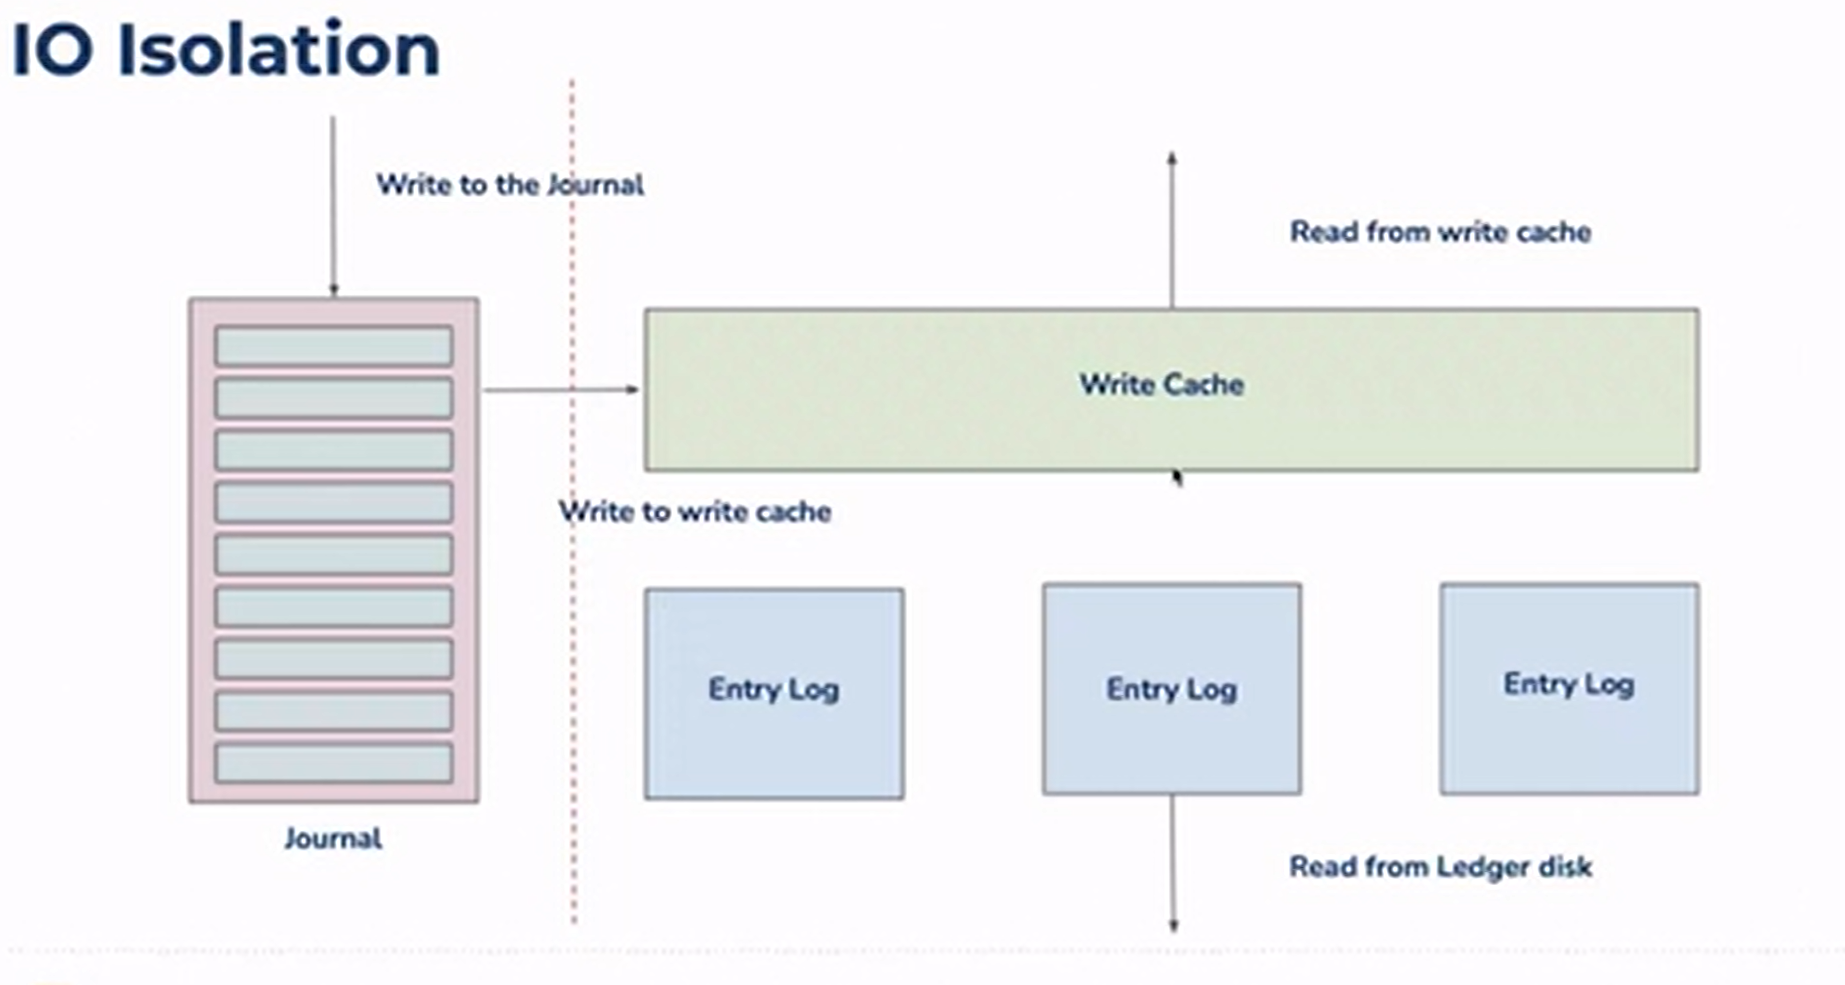 IO Isolation
Write to the Journal
Read from write cache
Write Cache
Write to write cache
Entry Log
Entry Log
Entry Log
Journal
Read from Ledger disk